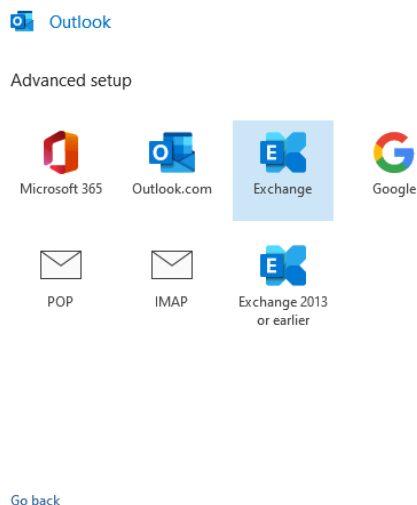 Outlook
Advanced setup
Microsoft 365 Outlook.com Exchange Google
POP IMAP Exchange 2013
or earlier
Go back